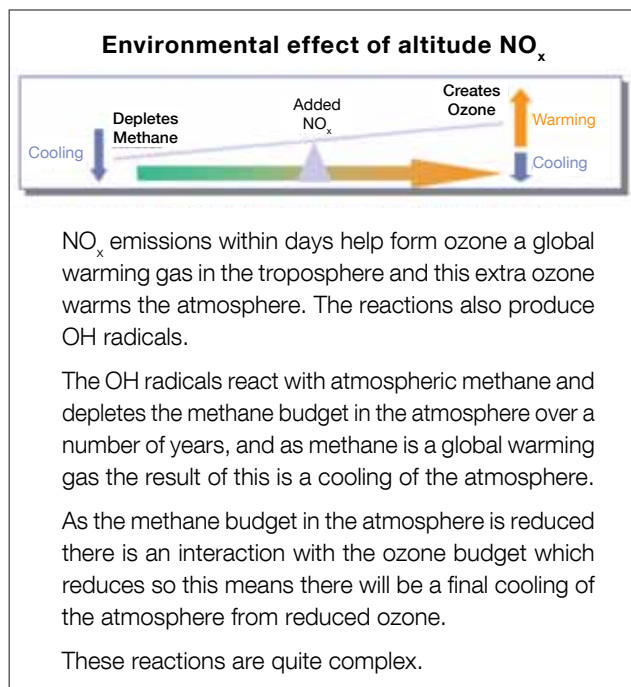 Environmental effect of altitude NOx
Creates
Ozone
Added
NOx
Depletes
Methane
Warming
Cooling
Cooling
NOx emissions within days help form ozone a global
warming gas in the troposphere and this extra ozone
warms the atmosphere. The reactions also produce
OH radicals.
The OH radicals react with atmospheric methane and
depletes the methane budget in the atmosphere over a
number of years, and as methane is a global warming
gas the result of this is a cooling of the atmosphere.
As the methane budget in the atmosphere is reduced
there is an interaction with the ozone budget which
reduces so this means there will be a final cooling of
the atmosphere from reduced ozone.
These reactions are quite complex.